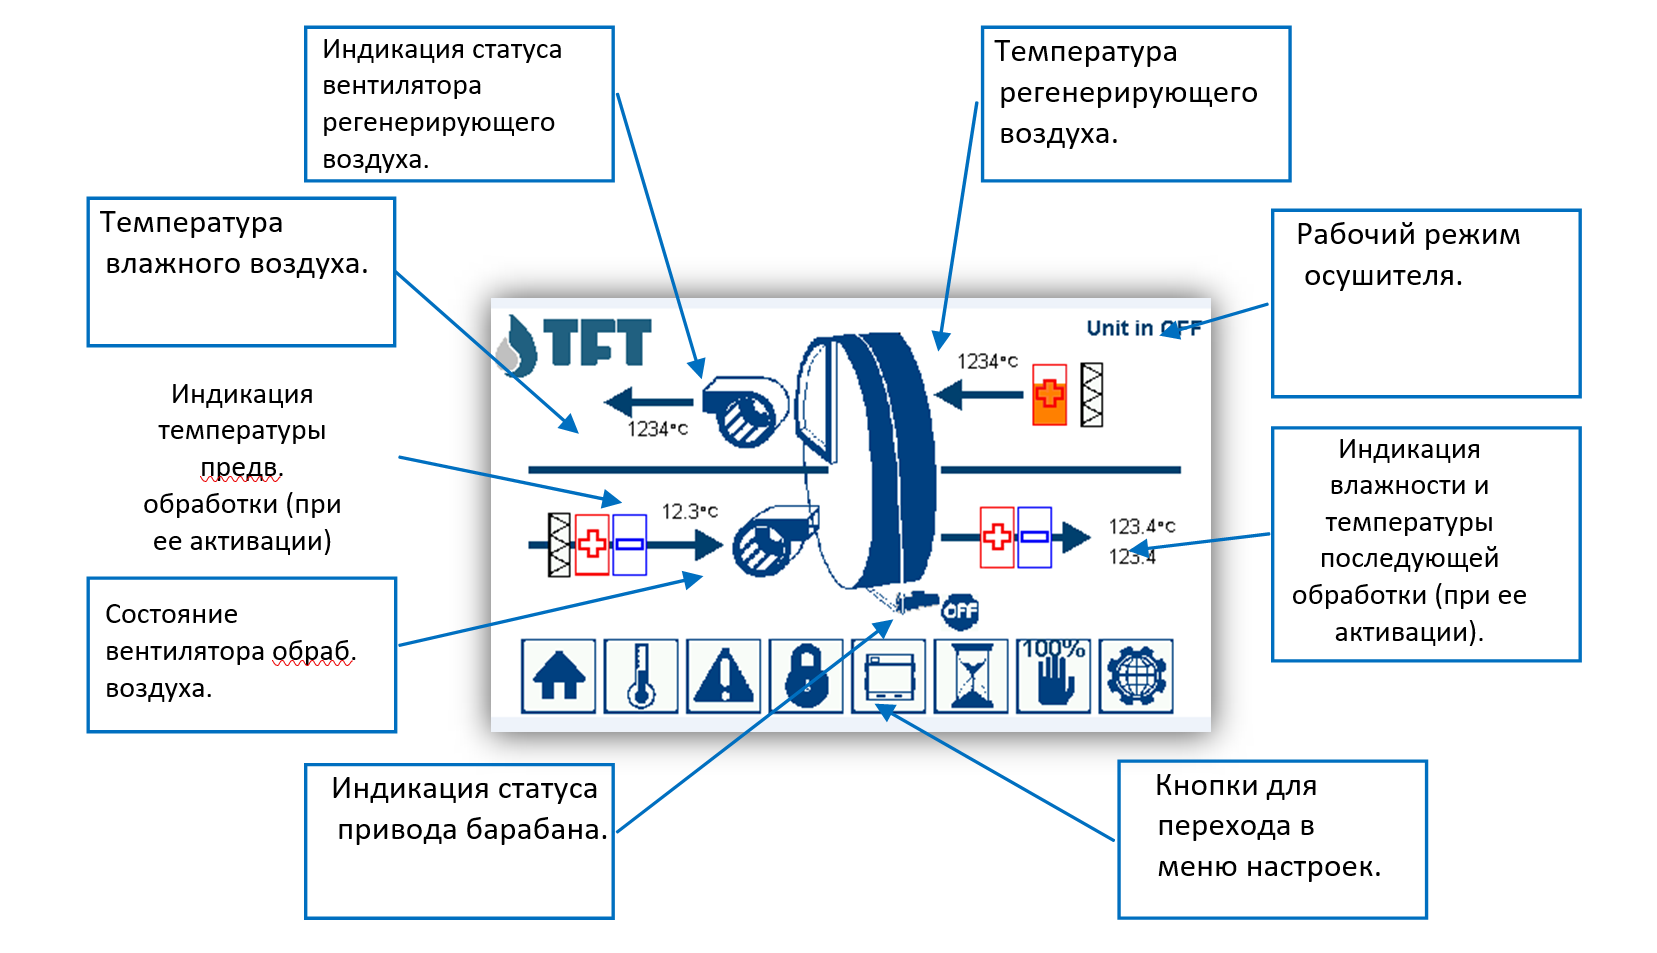 Индикация статуса
вентилятора
регенерирующего
воздуха.
Температура
регенерирующего
воздуха.
Температура
влажного воздуха.
Рабочий режим
осушителя.
TFT
Unit in OFF
1234°C
1234°C
Индикация
температуры
предв.
обработки (при
ее активации)
12.3°C
123.4°C
123.4
Индикация
влажности и
температуры
последующей
обработки (при ее
активации).
Состояние
вентилятора обраб.
воздуха.
OFF
100%
Индикация статуса
привода барабана.
Кнопки для
перехода в
меню настроек.